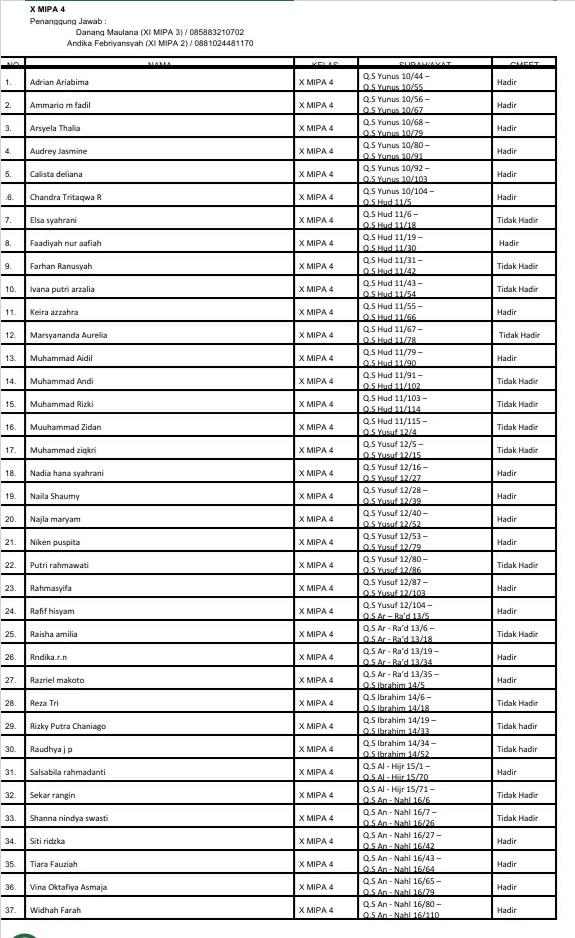 X MIPA 4
Penanggung Jawab :
Danang Maulana (XI MIPA 3) / 085883210702
Andika Febriyansyah (XI MIPA 2) / 0881024481170
NO NAMA KELAS SURAH/AYAT GMEET
1. Adrian Ariabima X MIPA 4 Q.S Yunus 10/44 –
Q.S Yunus 10/55 Hadir
2. Ammario m fadil X MIPA 4 Q.S Yunus 10/56 –
Q.S Yunus 10/67 Hadir
3. Arsyela Thalia X MIPA 4 Q.S Yunus 10/68 –
Q.S Yunus 10/79 Hadir
4. Audrey Jasmine X MIPA 4 Q.S Yunus 10/80 –
Q.S Yunus 10/91 Hadir
5. Calista deliana X MIPA 4 Q.S Yunus 10/92 –
Q.S Yunus 10/103 Hadir
.6. Chandra Tritaqwa R X MIPA 4 Q.S Yunus 10/104 –
Q.S Hud 11/5 Hadir
7. Elsa syahrani X MIPA 4 Q.S Hud 11/6 –
Q.S Hud 11/18 Tidak Hadir
8. Faadiyah nur aafiah X MIPA 4 Q.S Hud 11/19 –
Q.S Hud 11/30 Hadir
9. Farhan Ranusyah X MIPA 4 Q.S Hud 11/31 –
Q.S Hud 11/42 Tidak Hadir
10. Ivana putri arzalia X MIPA 4 Q.S Hud 11/43 –
Q.S Hud 11/54 Tidak Hadir
11. Keira azzahra X MIPA 4 Q.S Hud 11/55 –
Q.S Hud 11/66 Hadir
12. Marsyananda Aurelia X MIPA 4 Q.S Hud 11/67 –
Q.S Hud 11/78 Tidak Hadir
13. Muhammad Aidil X MIPA 4 Q.S Hud 11/79 –
Q.S Hud 11/90 Hadir
14. Muhammad Andi X MIPA 4 Q.S Hud 11/91 –
Q.S Hud 11/102 Tidak Hadir
15. Muhammad Rizki X MIPA 4 Q.S Hud 11/103 –
Q.S Hud 11/114 Tidak Hadir
16. Muuhammad Zidan X MIPA 4 Q.S Hud 11/115 –
Q.S Yusuf 12/4 Tidak Hadir
17. Muhammad ziqkri X MIPA 4 Q.S Yusuf 12/5 –
Q.S Yusuf 12/15 Tidak Hadir
18. Nadia hana syahrani X MIPA 4 Q.S Yusuf 12/16 –
Q.S Yusuf 12/27 Hadir
19. Naila Shaumy X MIPA 4 Q.S Yusuf 12/28 –
Q.S Yusuf 12/39 Hadir
20. Najla maryam X MIPA 4 Q.S Yusuf 12/40 –
Q.S Yusuf 12/52 Hadir
21. Niken puspita X MIPA 4 Q.S Yusuf 12/53 –
Q.S Yusuf 12/79 Hadir
22. Putri rahmawati X MIPA 4 Q.S Yusuf 12/80 –
Q.S Yusuf 12/86 Tidak Hadir
23. Rahmasyifa X MIPA 4 Q.S Yusuf 12/87 –
Q.S Yusuf 12/103 Hadir
24. Rafif hisyam X MIPA 4 Q.S Yusuf 12/104 –
Q.S Ar – Ra'd 13/5 Hadir
25. Raisha amilia X MIPA 4 Q.S Ar - Ra'd 13/6 –
Q.S Ar - Ra'd 13/18 Tidak Hadir
26. Rndika.r.n X MIPA 4 Q.S Ar - Ra'd 13/19 –
Q.S Ar - Ra'd 13/34 Hadir
27. Razriel makoto X MIPA 4 Q.S Ar - Ra'd 13/35 –
Q.S Ibrahim 14/5 Hadir
28. Reza Tri X MIPA 4 Q.S Ibrahim 14/6 –
Q.S Ibrahim 14/18 Tidak Hadir
29. Rizky Putra Chaniago X MIPA 4 Q.S Ibrahim 14/19 –
Q.S Ibrahim 14/33 Tidak hadir
30. Raudhya j p X MIPA 4 Q.S Ibrahim 14/34 –
Q.S Ibrahim 14/52 Tidak hadir
31. Salsabila rahmadanti X MIPA 4 Q.S Al - Hijr 15/1 –
Q.S Al - Hijr 15/70 Hadir
32. Sekar rangin X MIPA 4 Q.S Al - Hijr 15/71 –
Q.S An - Nahl 16/6 Tidak Hadir
33. Shanna nindya swasti X MIPA 4 Q.S An - Nahl 16/7 –
Q.S An - Nahl 16/26 Tidak Hadir
34. Siti ridzka X MIPA 4 Q.S An - Nahl 16/27 –
Q.S An - Nahl 16/42 Hadir
35. Tiara Fauziah X MIPA 4 Q.S An - Nahl 16/43 –
Q.S An - Nahl 16/64 Hadir
36. Vina Oktafiya Asmaja X MIPA 4 Q.S An - Nahl 16/65 –
Q.S An - Nahl 16/79 Hadir
37. Widhah Farah X MIPA 4 Q.S An - Nahl 16/80 –
Q.S An - Nahl 16/110 Hadir